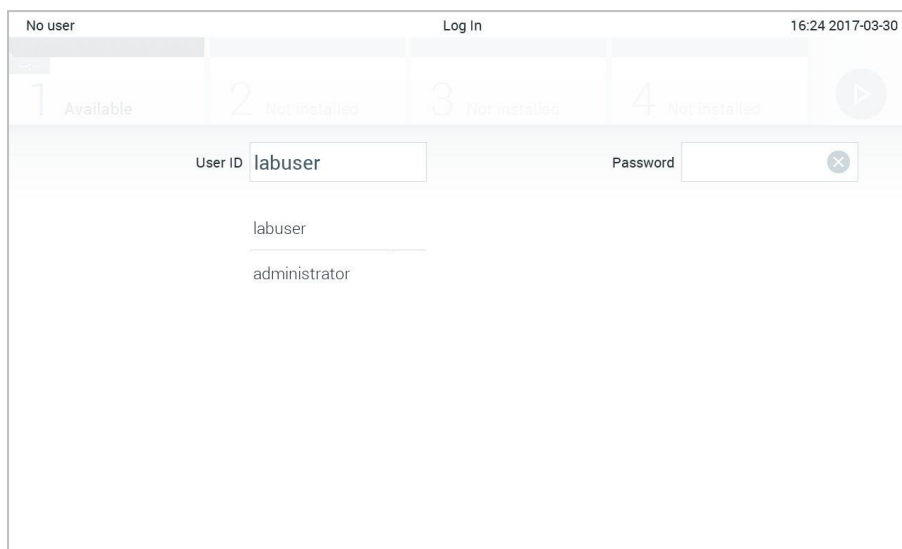 No user Log In 16:24 2017-03-30
1 Available 2 Not installed 3 Not installed 4 Not installed
User ID labuser Password
labuser
administrator